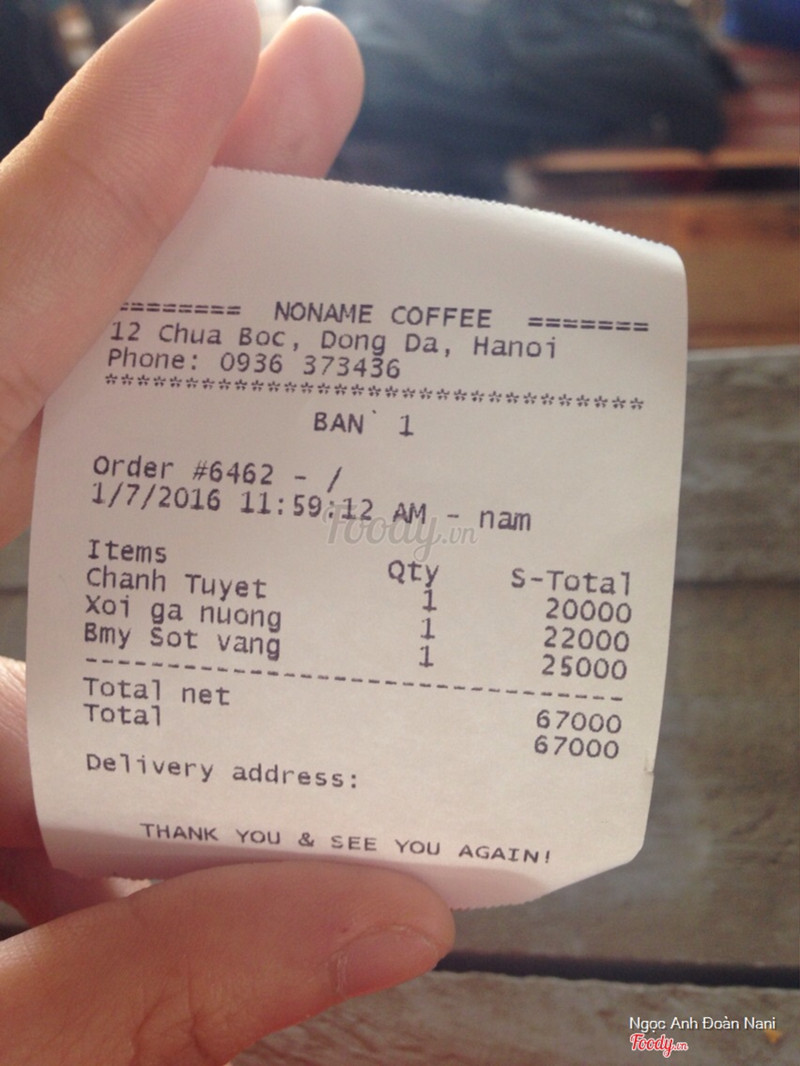 ======== NONAME COFFEE =======
12 Chua Boc, Dong Da, Hanoi
Phone: 0936 373436
**********************************
BAN` 1
Order #6462 - /
1/7/2016 11:59:12 AM - nam
Items Qty S-Total
Chanh Tuyet 1 20000
Xoi ga nuong 1 22000
Bmy Sot vang 1 25000
----------------------------------
Total net 67000
Total 67000
Delivery address:
THANK YOU & SEE YOU AGAIN!
Foody.vn
Ngọc Anh Đoàn Nani
Foody.vn